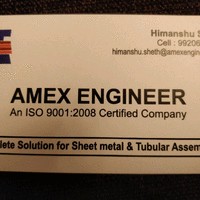 Himanshu S
Cell : 99206
himanshu.sheth@amexengin
AMEX ENGINEER
An ISO 9001:2008 Certified Company
lete Solution for Sheet metal & Tubular Assem